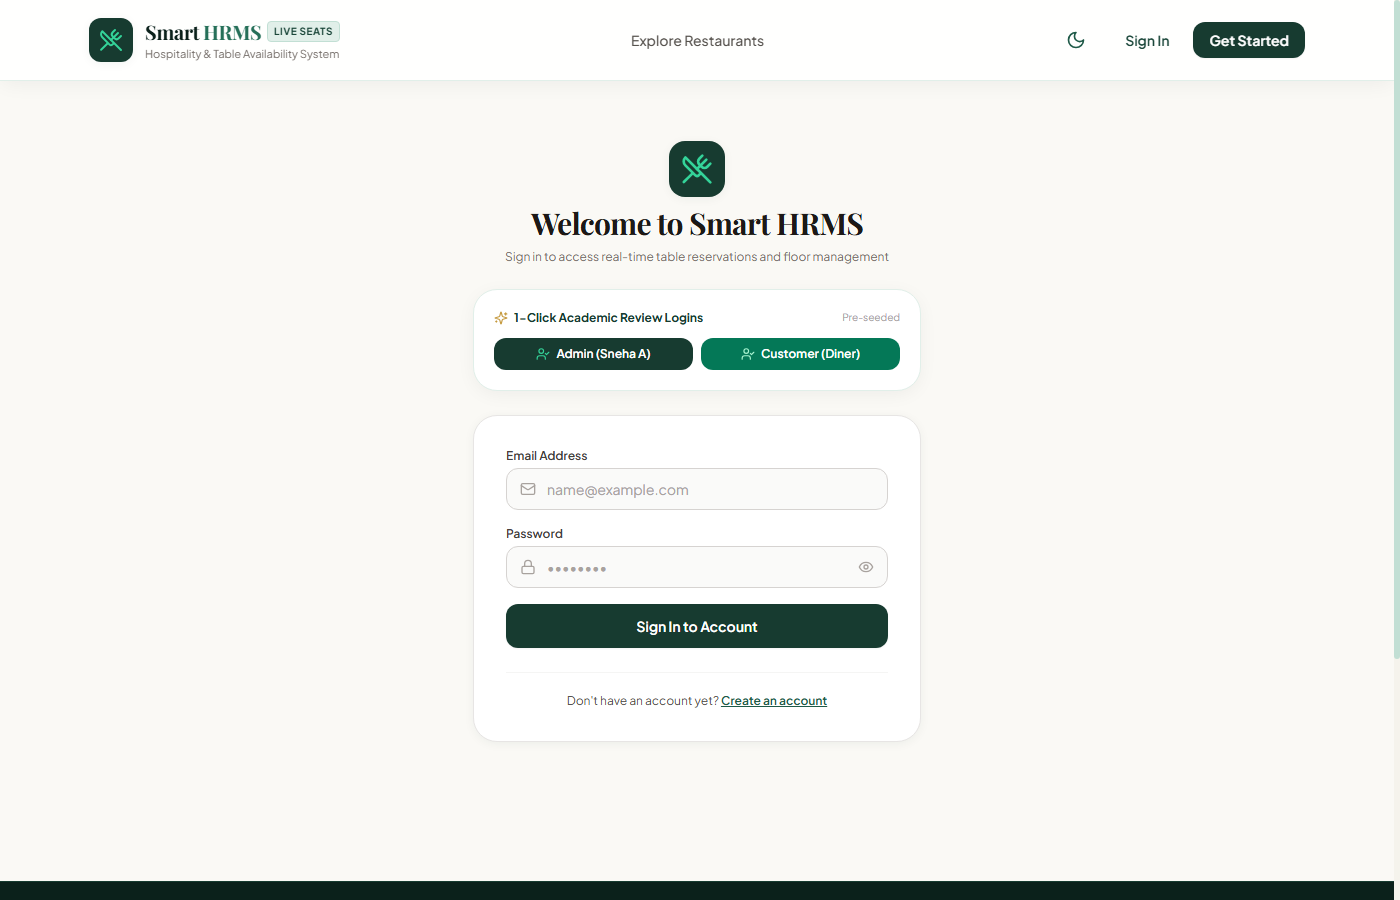 Smart HRMS LIVE SEATS
Hospitality & Table Availability System
Explore Restaurants
Sign In
Get Started
Welcome to Smart HRMS
Sign in to access real-time table reservations and floor management
1-Click Academic Review Logins
Pre-seeded
Admin (Sneha A)
Customer (Diner)
Email Address
name@example.com
Password
••••••••
Sign In to Account
Don't have an account yet? Create an account